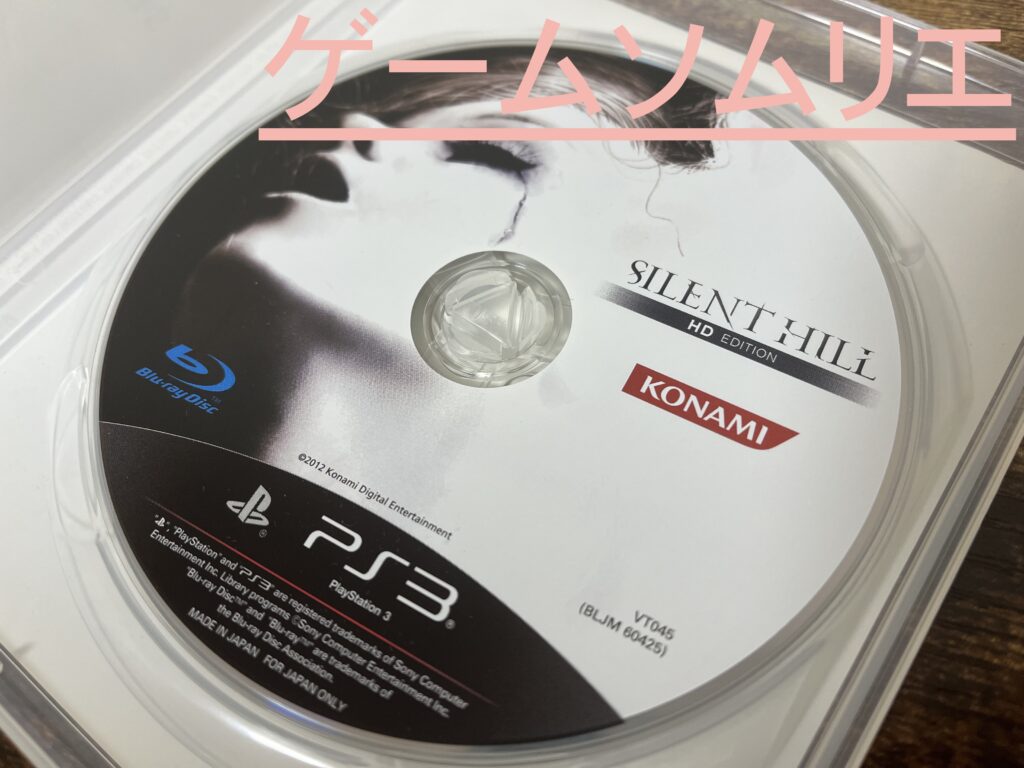 ゲームソムリエ
SILENT HILL
HD EDITION
KONAMI
Blu-ray Disc™
©2012 Konami Digital Entertainment
PS3®
PlayStation 3
"PlayStation" and "PS3" are registered trademarks of Sony Computer
Entertainment Inc. Library programs ©Sony Computer Entertainment Inc.
"Blu-ray Disc™" and "Blu-ray™" are trademarks of
the Blu-ray Disc Association.
MADE IN JAPAN FOR JAPAN ONLY
VT045
(BLJM 60425)